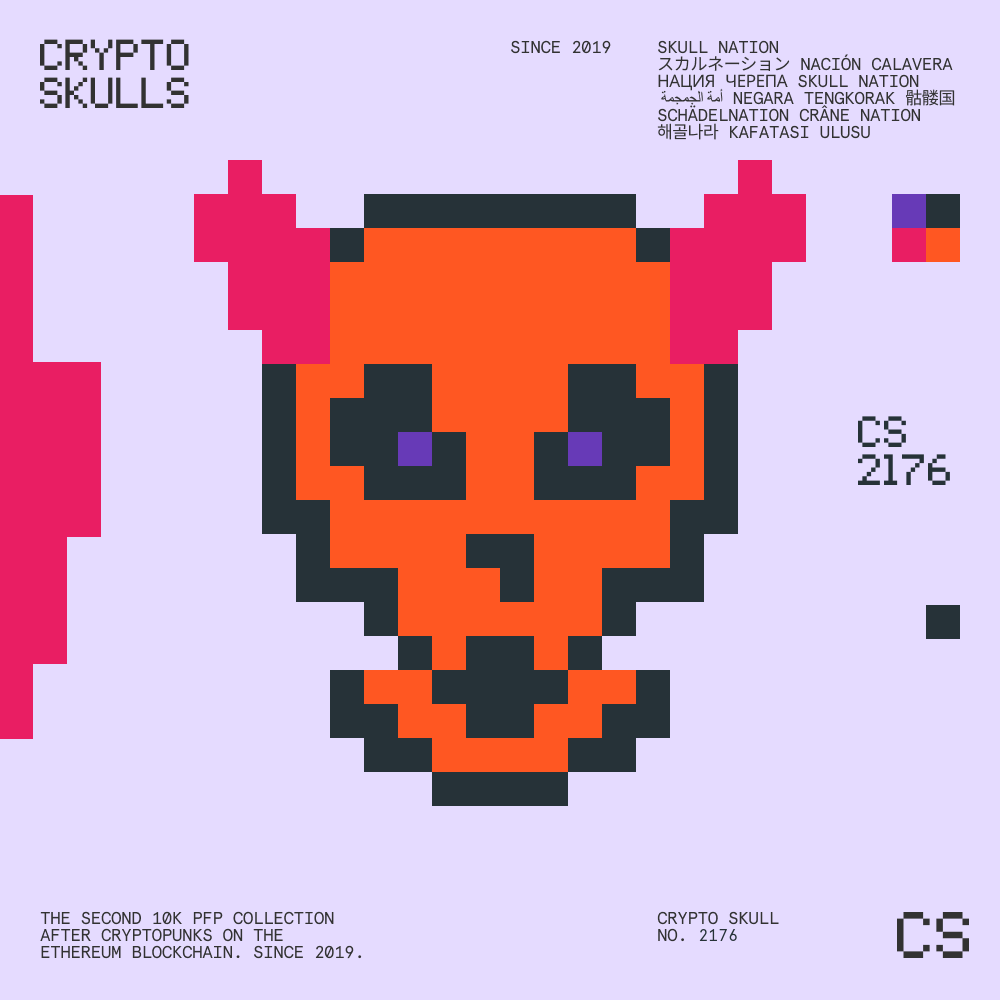 CRYPTO
SKULLS
SINCE 2019
SKULL NATION
スカルネーション NACIÓN CALAVERA
НАЦИЯ ЧЕРЕПА SKULL NATION
أمة الجمجمة NEGARA TENGKORAK 骷髅国
SCHÄDELNATION CRÂNE NATION
해골나라 KAFATASI ULUSU
CS
2176
THE SECOND 10K PFP COLLECTION
AFTER CRYPTOPUNKS ON THE
ETHEREUM BLOCKCHAIN. SINCE 2019.
CRYPTO SKULL
NO. 2176
CS